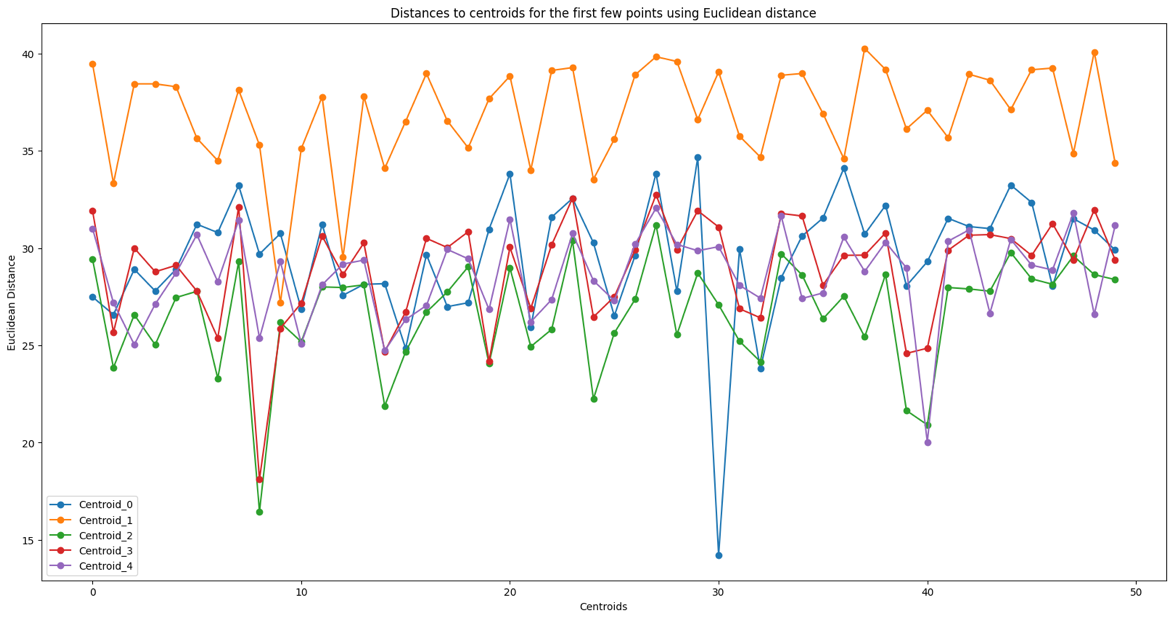 Distances to centroids for the first few points using Euclidean distance
Euclidean Distance
40
35
30
25
20
15
Centroid_0
Centroid_1
Centroid_2
Centroid_3
Centroid_4
0 10 20 30 40 50
Centroids